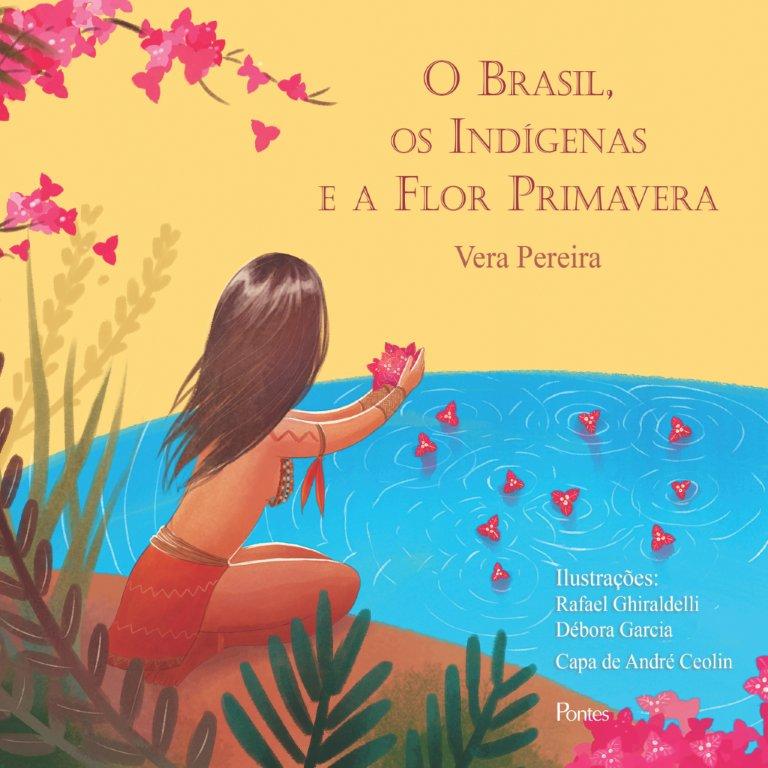 O Brasil,
os Indígenas
e a Flor Primavera
Vera Pereira
Ilustrações:
Rafael Ghiraldelli
Débora Garcia
Capa de André Ceolin
Pontes